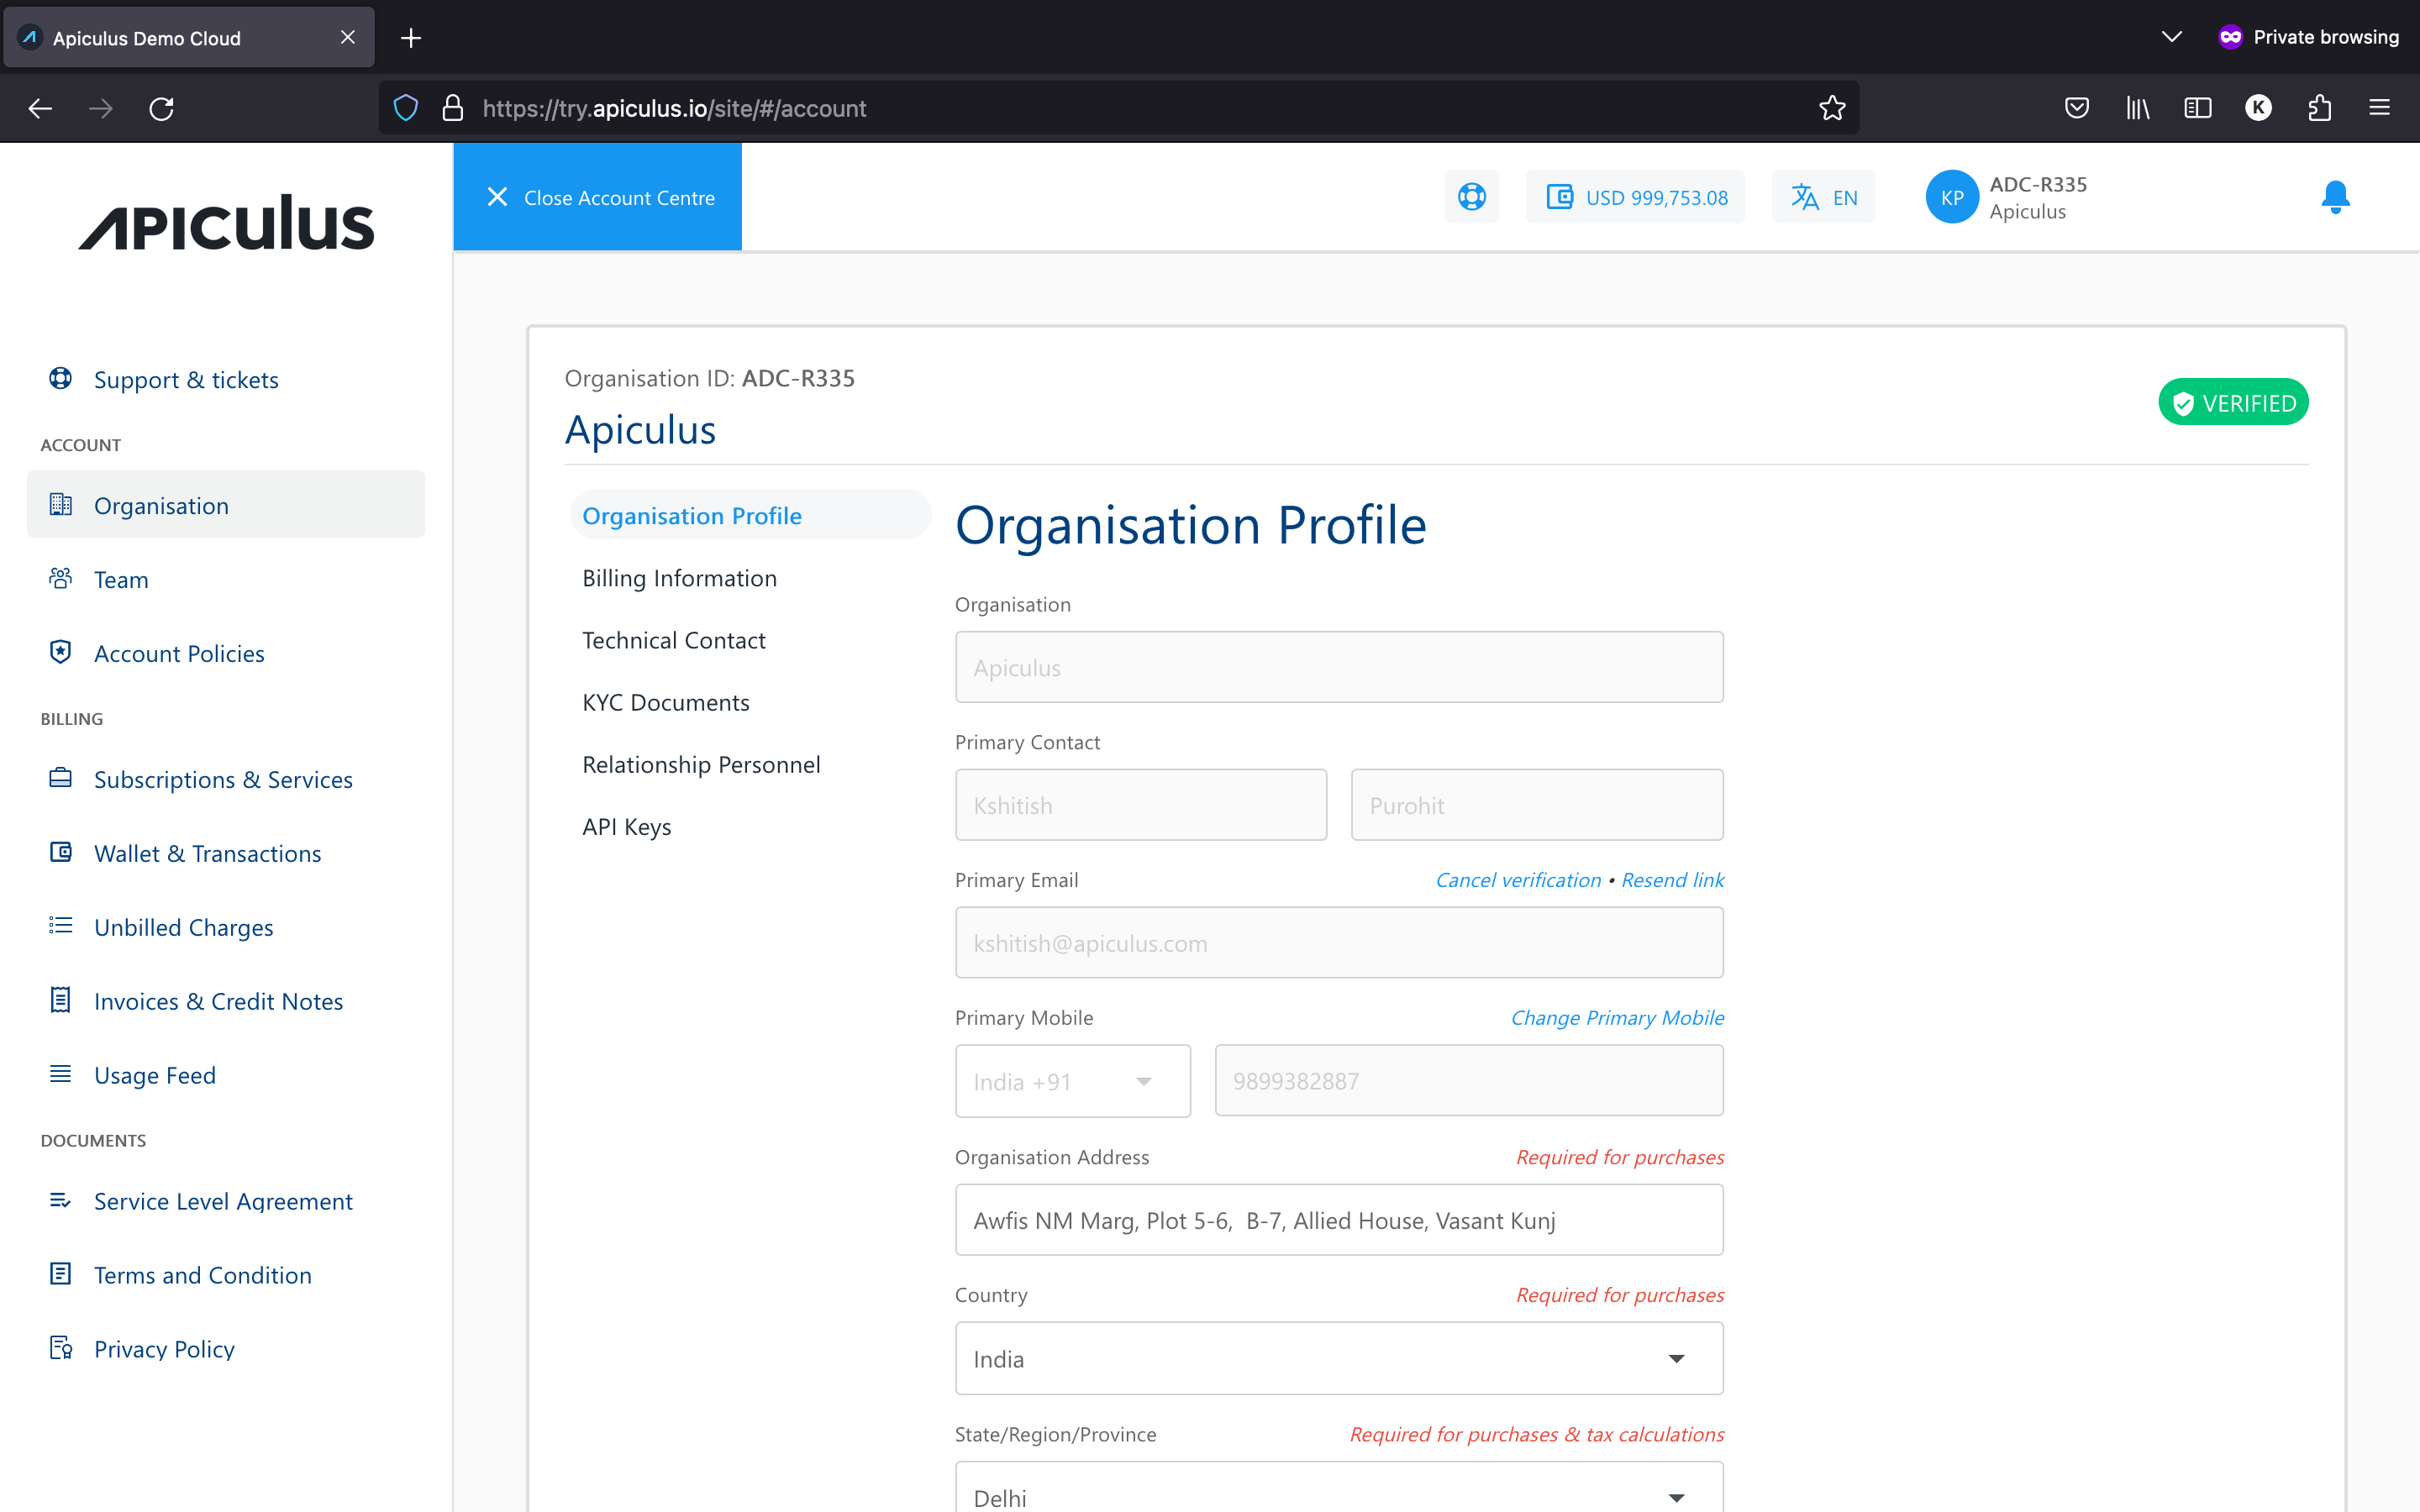 Apiculus Demo Cloud
Private browsing
https://try.apiculus.io/site/#/account
K
APICULUS
Close Account Centre
USD 999,753.08
EN
KP
ADC-R335
Apiculus
Support & tickets
ACCOUNT
Organisation
Team
Account Policies
BILLING
Subscriptions & Services
Wallet & Transactions
Unbilled Charges
Invoices & Credit Notes
Usage Feed
DOCUMENTS
Service Level Agreement
Terms and Condition
Privacy Policy
Organisation ID: ADC-R335
Apiculus
VERIFIED
Organisation Profile
Billing Information
Technical Contact
KYC Documents
Relationship Personnel
API Keys
Organisation Profile
Organisation
Apiculus
Primary Contact
Kshitish
Purohit
Primary Email
Cancel verification • Resend link
kshitish@apiculus.com
Primary Mobile
Change Primary Mobile
India +91
9899382887
Organisation Address
Required for purchases
Awfis NM Marg, Plot 5-6,  B-7, Allied House, Vasant Kunj
Country
Required for purchases
India
State/Region/Province
Required for purchases & tax calculations
Delhi